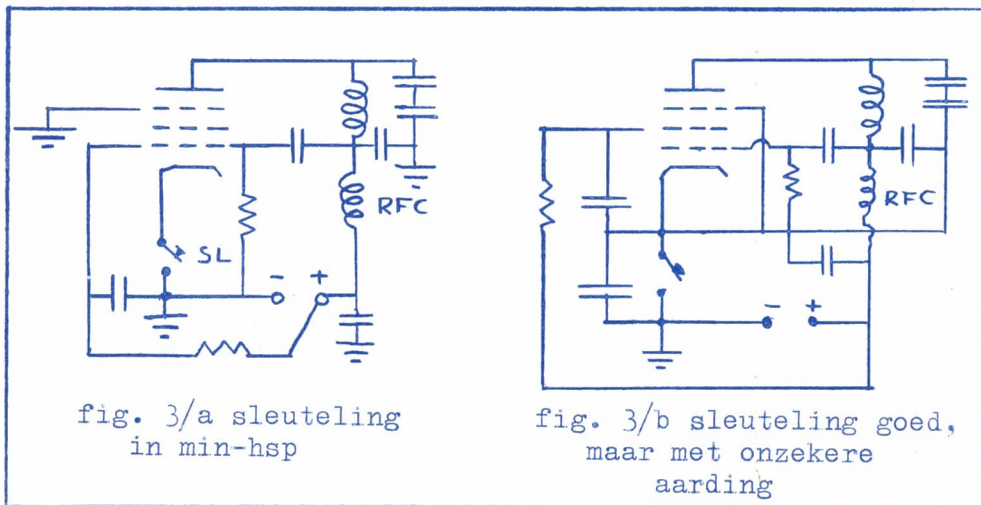 RFC
SL
- +
fig. 3/a sleuteling
in min-hsp
RFC
- +
fig. 3/b sleuteling goed,
maar met onzekere
aarding